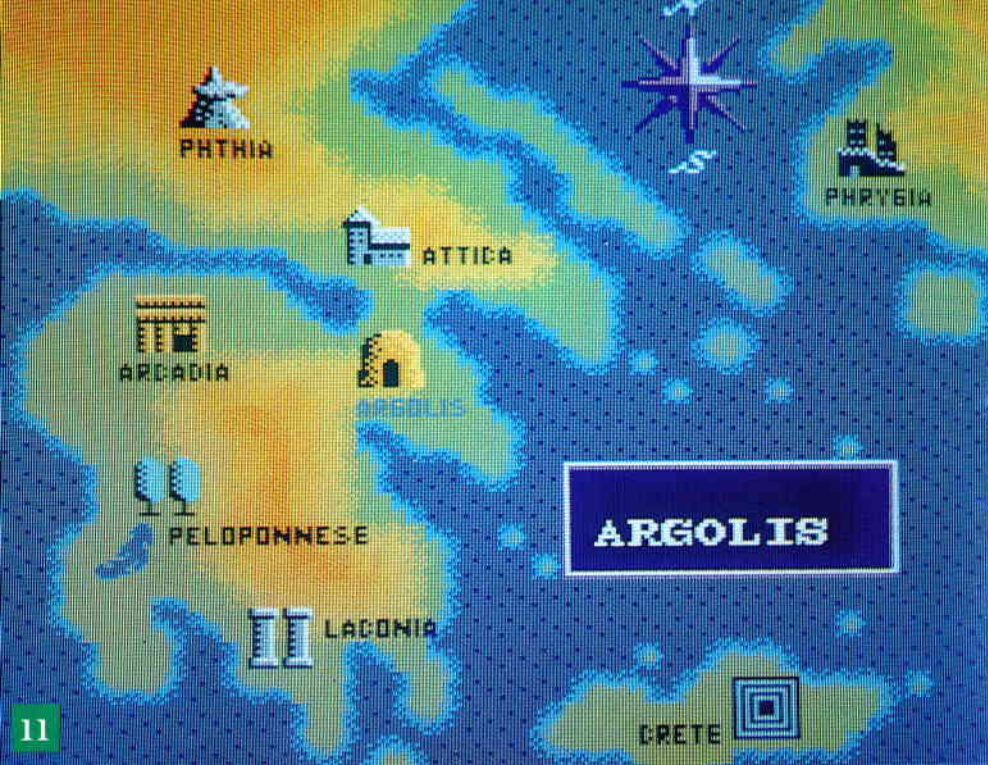 PHTHIA
PHRYGIA
ATTICA
ARCADIA
ARGOLIS
PELOPONNESE
ARGOLIS
LACONIA
CRETE
11